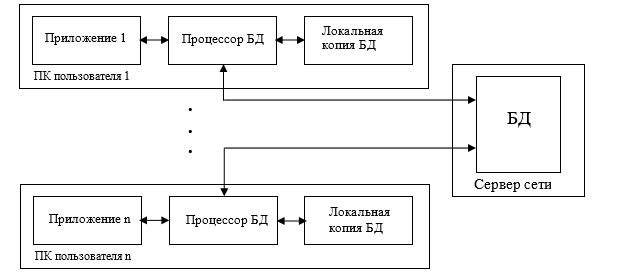 Приложение 1
Процессор БД
Локальная
копия БД
ПК пользователя 1
БД
Сервер сети
Приложение n
Процессор БД
Локальная
копия БД
ПК пользователя n